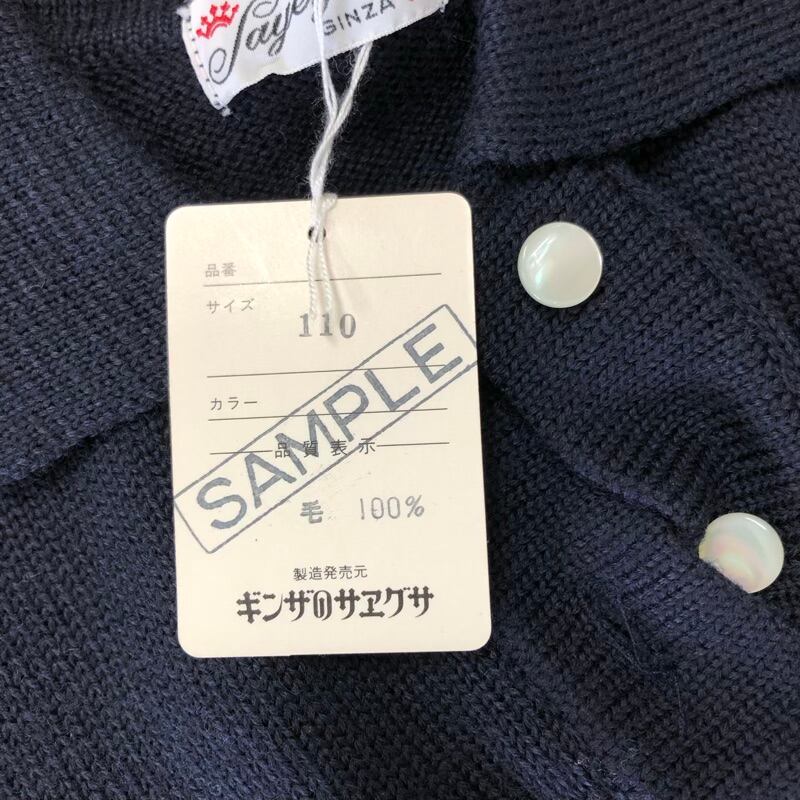 GINZA
品番
サイズ 110
カラー
SAMPLE
品質表示
毛 100%
製造発売元
ギンザのサヱグサ